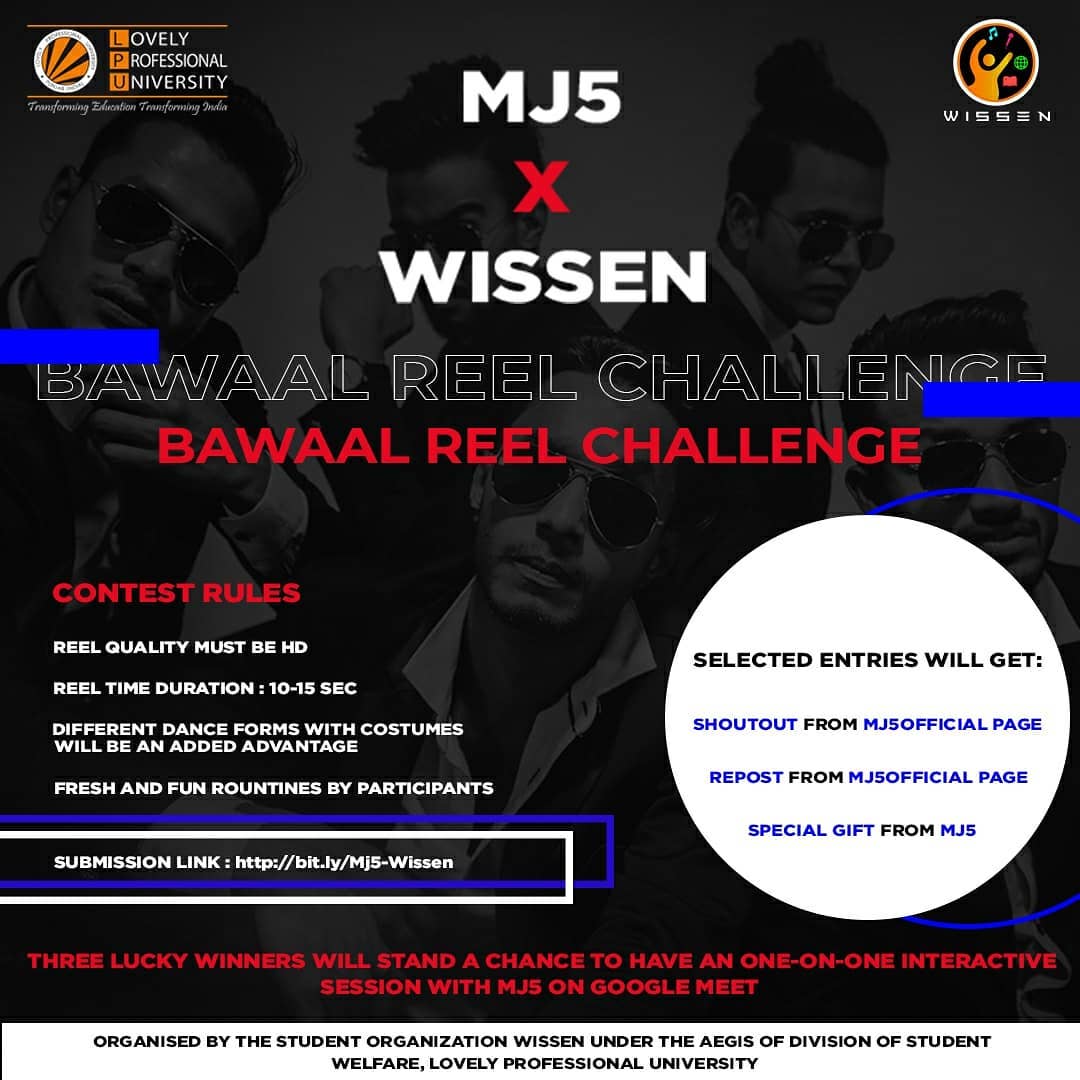 LOVELY
PROFESSIONAL
UNIVERSITY
Transforming Education Transforming India
WISSEN
MJ5
X
WISSEN
BAWAAL REEL CHALLENGE
BAWAAL REEL CHALLENGE
CONTEST RULES
REEL QUALITY MUST BE HD
REEL TIME DURATION : 10-15 SEC
DIFFERENT DANCE FORMS WITH COSTUMES
WILL BE AN ADDED ADVANTAGE
FRESH AND FUN ROUNTINES BY PARTICIPANTS
SUBMISSION LINK : http://bit.ly/Mj5-Wissen
SELECTED ENTRIES WILL GET:
SHOUTOUT FROM MJ5OFFICIAL PAGE
REPOST FROM MJ5OFFICIAL PAGE
SPECIAL GIFT FROM MJ5
THREE LUCKY WINNERS WILL STAND A CHANCE TO HAVE AN ONE-ON-ONE INTERACTIVE
SESSION WITH MJ5 ON GOOGLE MEET
ORGANISED BY THE STUDENT ORGANIZATION WISSEN UNDER THE AEGIS OF DIVISION OF STUDENT
WELFARE, LOVELY PROFESSIONAL UNIVERSITY